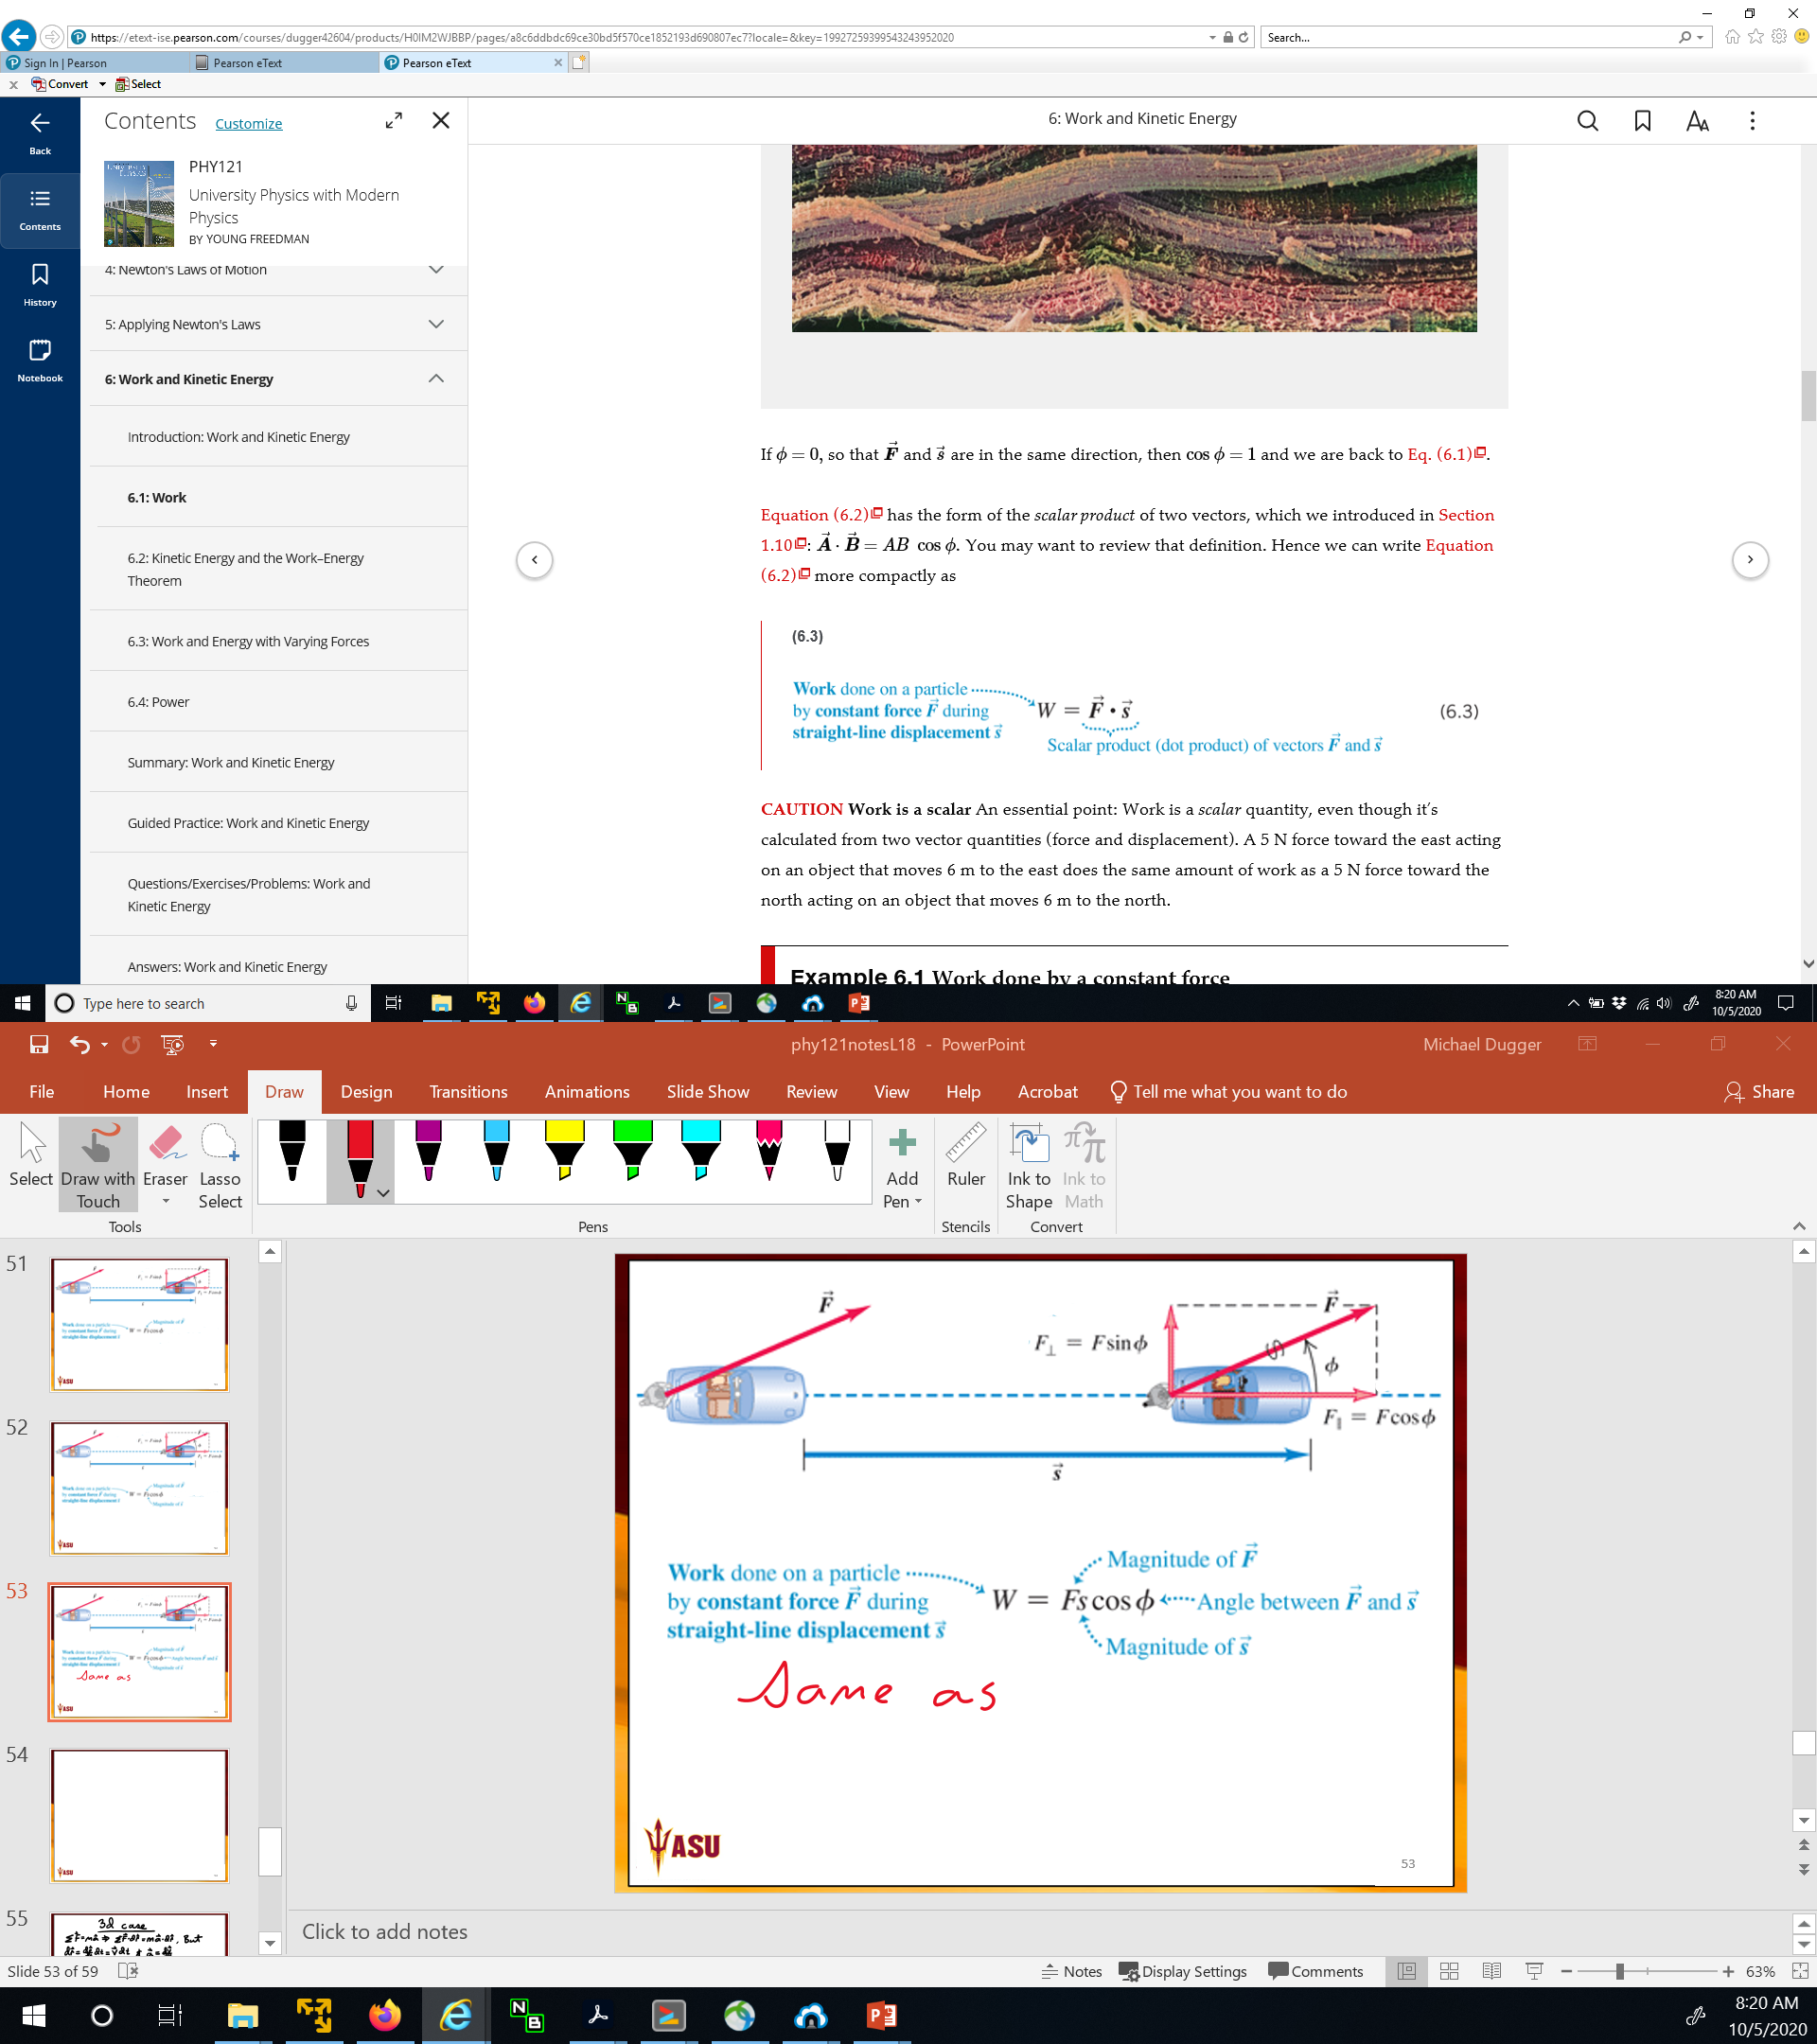 https://etext-ise.pearson.com/courses/dugger42604/products/H0IM2WJBBP/pages/a8c6ddbdc69ce30bd5f570ce1852193d690807ec7?locale=&key=19927259399543243952020
Search...
Sign In | Pearson
Pearson eText
Pearson eText
x Convert Select
Back
Contents
History
Notebook
Contents Customize
PHY121
University Physics with Modern
Physics
BY YOUNG FREEDMAN
4: Newton's Laws of Motion
5: Applying Newton's Laws
6: Work and Kinetic Energy
Introduction: Work and Kinetic Energy
6.1: Work
6.2: Kinetic Energy and the Work–Energy
Theorem
6.3: Work and Energy with Varying Forces
6.4: Power
Summary: Work and Kinetic Energy
Guided Practice: Work and Kinetic Energy
Questions/Exercises/Problems: Work and
Kinetic Energy
Answers: Work and Kinetic Energy
6: Work and Kinetic Energy
If ϕ = 0, so that F⃗ and s⃗ are in the same direction, then cos ϕ = 1 and we are back to Eq. (6.1).
Equation (6.2) has the form of the scalar product of two vectors, which we introduced in Section
1.10: A⃗ · B⃗ = AB cos ϕ. You may want to review that definition. Hence we can write Equation
(6.2) more compactly as
(6.3)
Work done on a particle
by constant force F⃗ during
straight-line displacement s⃗
W = F⃗ • s⃗
Scalar product (dot product) of vectors F⃗ and s⃗
(6.3)
CAUTION Work is a scalar An essential point: Work is a scalar quantity, even though it's
calculated from two vector quantities (force and displacement). A 5 N force toward the east acting
on an object that moves 6 m to the east does the same amount of work as a 5 N force toward the
north acting on an object that moves 6 m to the north.
Example 6.1 Work done by a constant force
Type here to search
8:20 AM
10/5/2020
phy121notesL18 - PowerPoint
Michael Dugger
File Home Insert Draw Design Transitions Animations Slide Show Review View Help Acrobat Tell me what you want to do Share
Select
Draw with
Touch
Eraser
Lasso
Select
Tools
Pens
Add
Pen
Ruler
Stencils
Ink to
Shape
Ink to
Math
Convert
51
52
53
Same as
54
55
3d case
F⃗
F⊥ = F sin ϕ
F⃗
ϕ
F∥ = F cos ϕ
s⃗
Work done on a particle
by constant force F⃗ during
straight-line displacement s⃗
W = Fs cos ϕ
Magnitude of F⃗
Angle between F⃗ and s⃗
Magnitude of s⃗
Same as
ASU
53
Click to add notes
Slide 53 of 59
Notes Display Settings Comments
63%
8:20 AM
10/5/2020